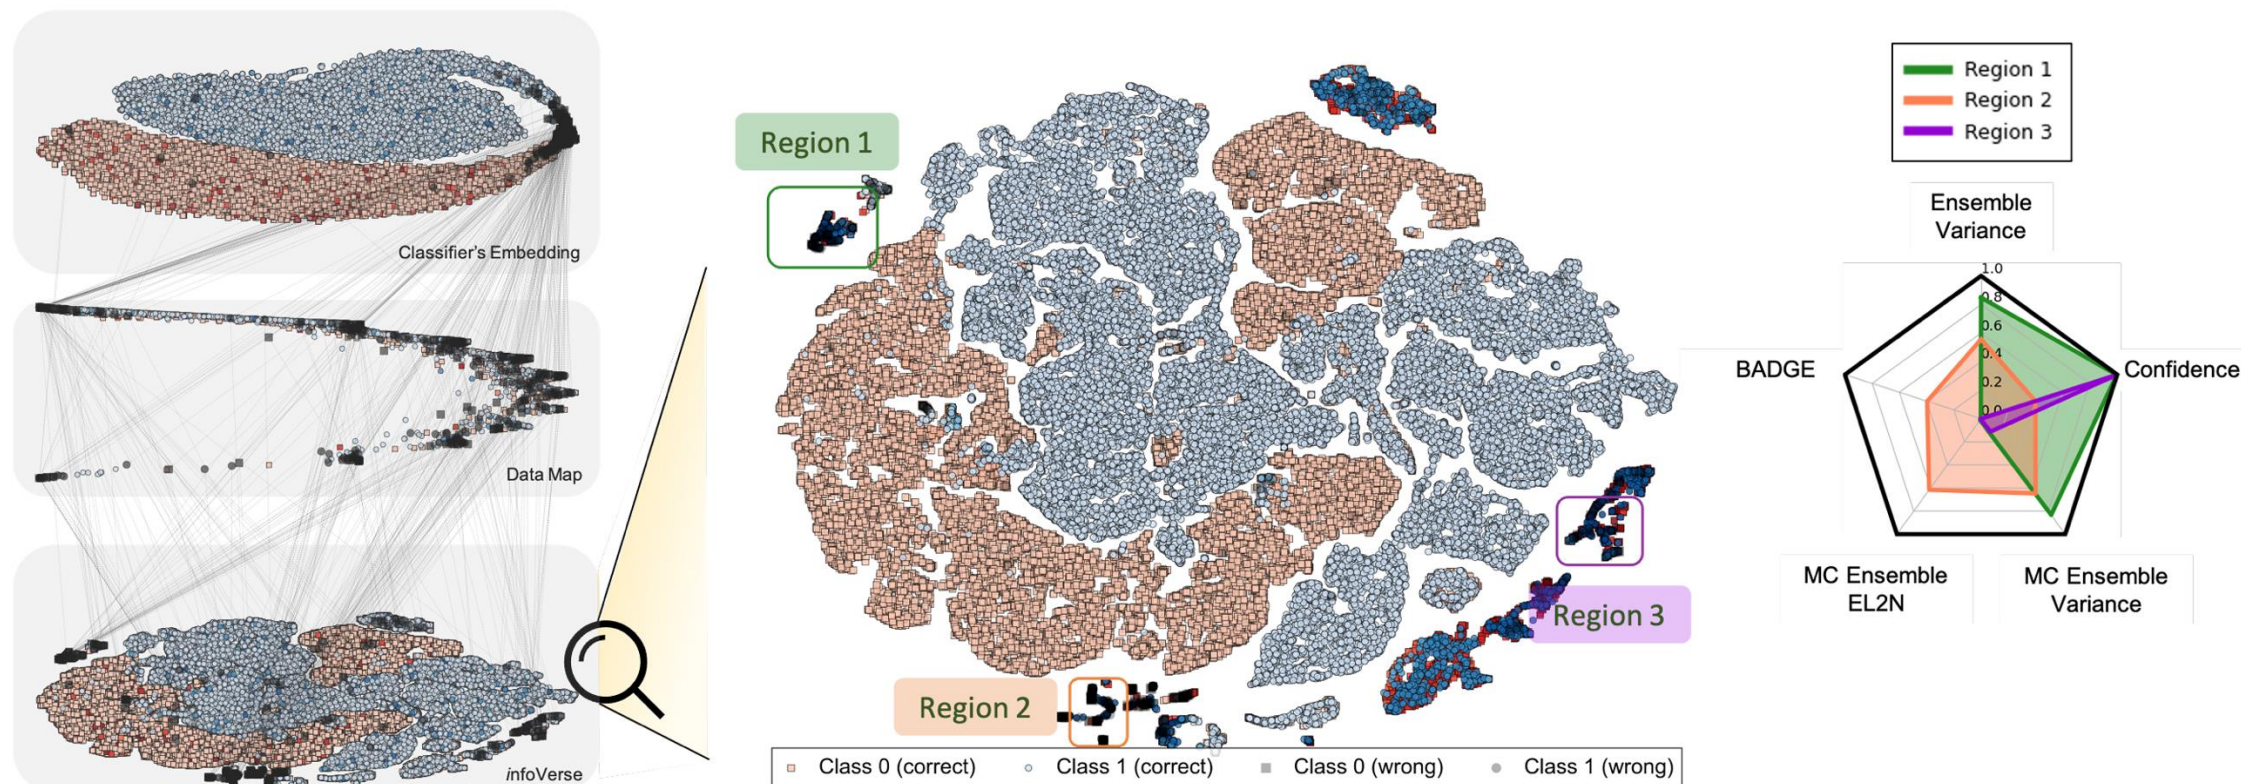 Classifier's Embedding
Data Map
infoVerse
Region 1
Region 2
Region 3
Class 0 (correct)
Class 1 (correct)
Class 0 (wrong)
Class 1 (wrong)
Region 1
Region 2
Region 3
Ensemble
Variance
1.0
0.8
0.6
0.4
0.2
0.0
BADGE
Confidence
MC Ensemble
EL2N
MC Ensemble
Variance